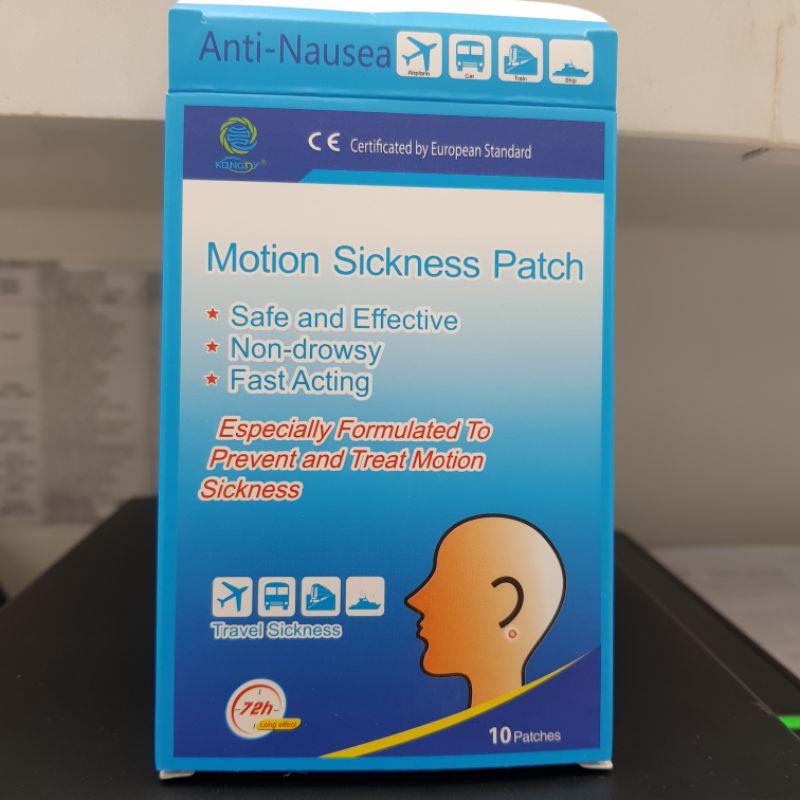 Anti-Nausea
Airplane Car Train Ship
KONGDY®
CE Certificated by European Standard
Motion Sickness Patch
Safe and Effective
Non-drowsy
Fast Acting
Especially Formulated To
Prevent and Treat Motion
Sickness
Travel Sickness
72h
Long effect
10 Patches